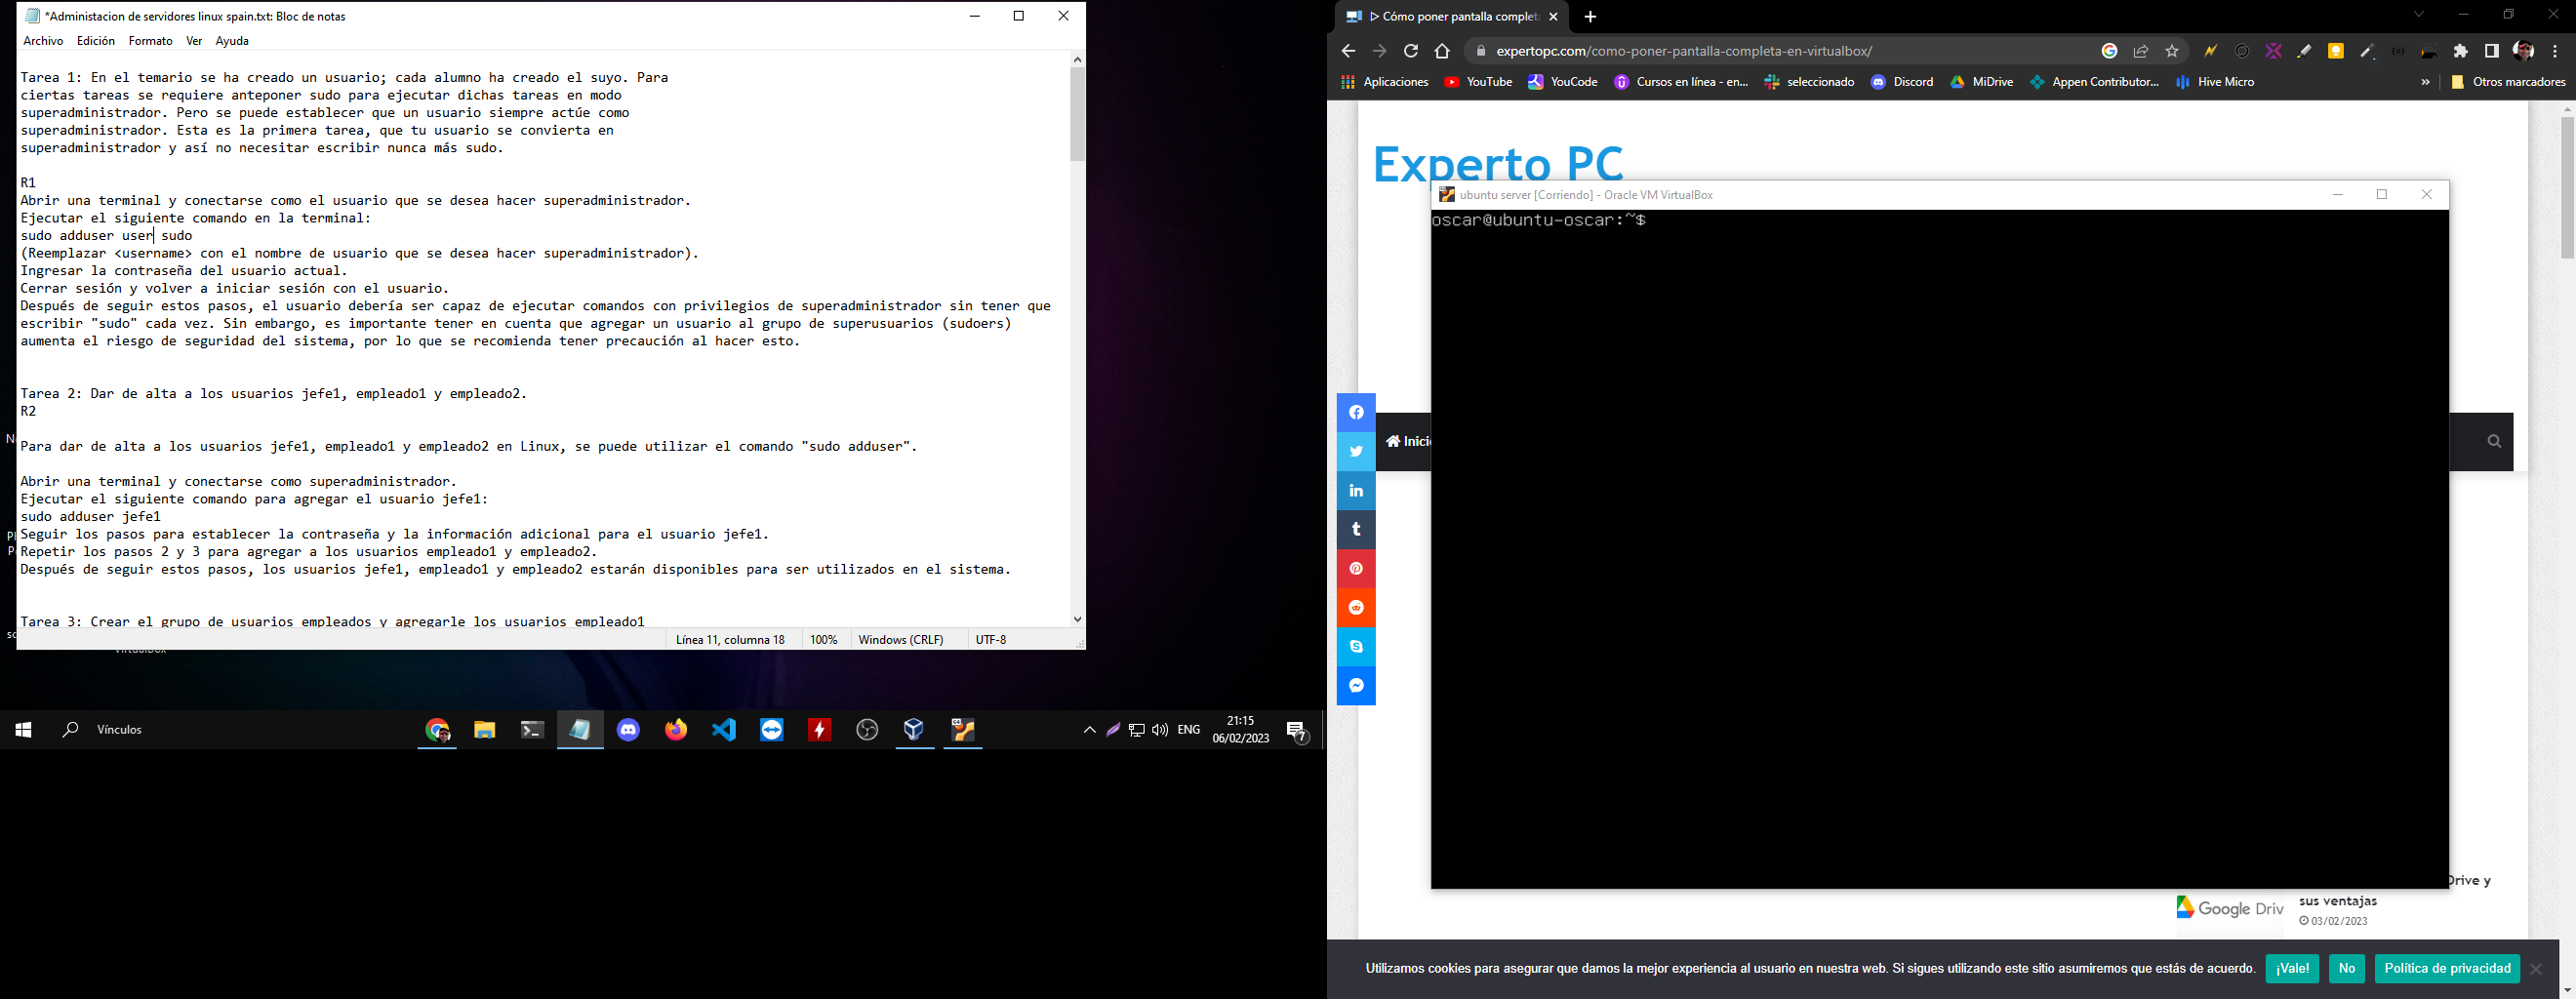 *Administacion de servidores linux spain.txt: Bloc de notas
Archivo Edición Formato Ver Ayuda
Tarea 1: En el temario se ha creado un usuario; cada alumno ha creado el suyo. Para
ciertas tareas se requiere anteponer sudo para ejecutar dichas tareas en modo
superadministrador. Pero se puede establecer que un usuario siempre actúe como
superadministrador. Esta es la primera tarea, que tu usuario se convierta en
superadministrador y así no necesitar escribir nunca más sudo.
R1
Abrir una terminal y conectarse como el usuario que se desea hacer superadministrador.
Ejecutar el siguiente comando en la terminal:
sudo adduser user sudo
(Reemplazar <username> con el nombre de usuario que se desea hacer superadministrador).
Ingresar la contraseña del usuario actual.
Cerrar sesión y volver a iniciar sesión con el usuario.
Después de seguir estos pasos, el usuario debería ser capaz de ejecutar comandos con privilegios de superadministrador sin tener que
escribir "sudo" cada vez. Sin embargo, es importante tener en cuenta que agregar un usuario al grupo de superusuarios (sudoers)
aumenta el riesgo de seguridad del sistema, por lo que se recomienda tener precaución al hacer esto.
Tarea 2: Dar de alta a los usuarios jefe1, empleado1 y empleado2.
R2
Para dar de alta a los usuarios jefe1, empleado1 y empleado2 en Linux, se puede utilizar el comando "sudo adduser".
Abrir una terminal y conectarse como superadministrador.
Ejecutar el siguiente comando para agregar el usuario jefe1:
sudo adduser jefe1
Seguir los pasos para establecer la contraseña y la información adicional para el usuario jefe1.
Repetir los pasos 2 y 3 para agregar a los usuarios empleado1 y empleado2.
Después de seguir estos pasos, los usuarios jefe1, empleado1 y empleado2 estarán disponibles para ser utilizados en el sistema.
Tarea 3: Crear el grupo de usuarios empleados y agregarle los usuarios empleado1
Línea 11, columna 18 100% Windows (CRLF) UTF-8
VirtualBox
Vínculos
ENG
21:15
06/02/2023
7
▷ Cómo poner pantalla complet
expertopc.com/como-poner-pantalla-completa-en-virtualbox/
Aplicaciones YouTube YouCode Cursos en línea - en... seleccionado Discord MiDrive Appen Contributor... Hive Micro » Otros marcadores
Experto PC
ubuntu server [Corriendo] - Oracle VM VirtualBox
oscar@ubuntu-oscar:~$
Inici
Drive y
sus ventajas
Google Driv
03/02/2023
Utilizamos cookies para asegurar que damos la mejor experiencia al usuario en nuestra web. Si sigues utilizando este sitio asumiremos que estás de acuerdo. ¡Vale! No Política de privacidad